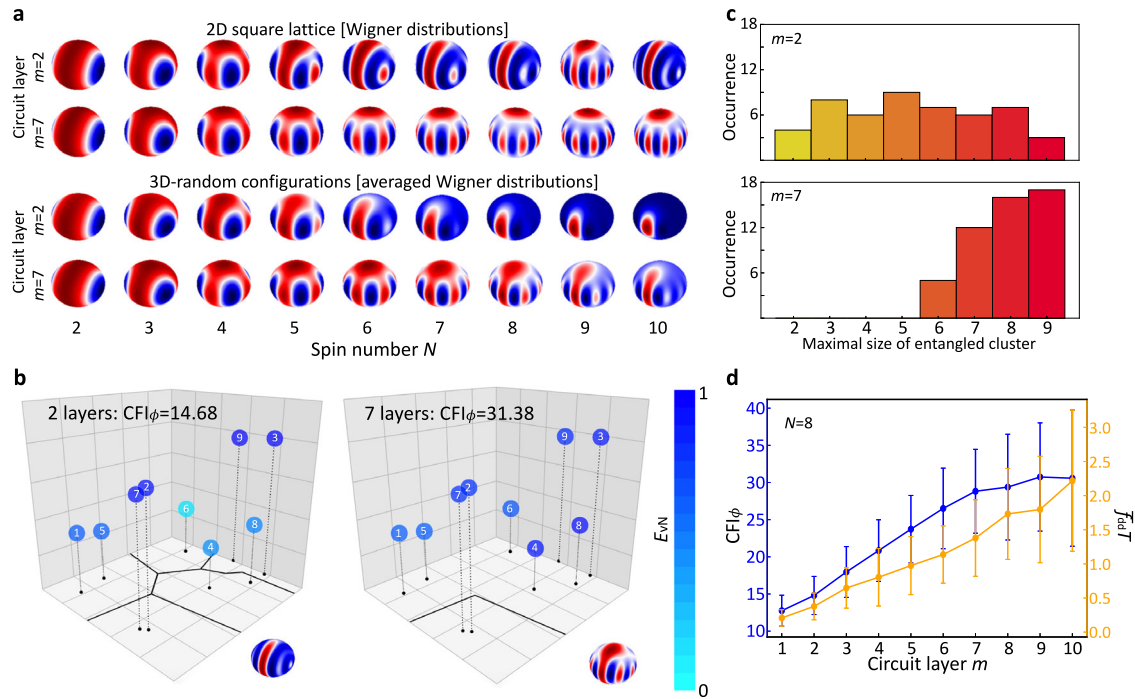 a
2D square lattice [Wigner distributions]
Circuit layer
m=2
m=7
3D-random configurations [averaged Wigner distributions]
Circuit layer
m=2
m=7
2 3 4 5 6 7 8 9 10
Spin number N
b
2 layers: CFIϕ=14.68
9 3
2
7
6
1 5 8
4
7 layers: CFIϕ=31.38
9 3
2
7
6
1 5 8
4
1
EvN
0
c
m=2
18
12
6
Occurrence
m=7
18
12
6
Occurrence
2 3 4 5 6 7 8 9
Maximal size of entangled cluster
d
N=8
40
35
30
25
20
15
10
CFIϕ
3.0
2.5
2.0
1.5
1.0
0.5
0.0
1 2 3 4 5 6 7 8 9 10
Circuit layer m